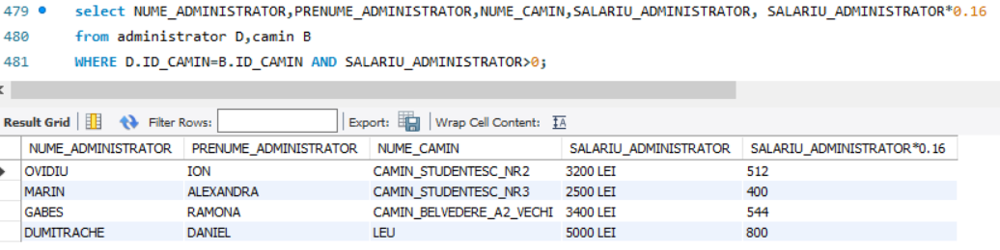 479 select NUME_ADMINISTRATOR,PRENUME_ADMINISTRATOR,NUME_CAMIN,SALARIU_ADMINISTRATOR, SALARIU_ADMINISTRATOR*0.16
480 from administrator D,camin B
481 WHERE D.ID_CAMIN=B.ID_CAMIN AND SALARIU_ADMINISTRATOR>0;
Result Grid Filter Rows: Export: Wrap Cell Content:
NUME_ADMINISTRATOR PRENUME_ADMINISTRATOR NUME_CAMIN SALARIU_ADMINISTRATOR SALARIU_ADMINISTRATOR*0.16
OVIDIU ION CAMIN_STUDENTESC_NR2 3200 LEI 512
MARIN ALEXANDRA CAMIN_STUDENTESC_NR3 2500 LEI 400
GABES RAMONA CAMIN_BELVEDERE_A2_VECHI 3400 LEI 544
DUMITRACHE DANIEL LEU 5000 LEI 800